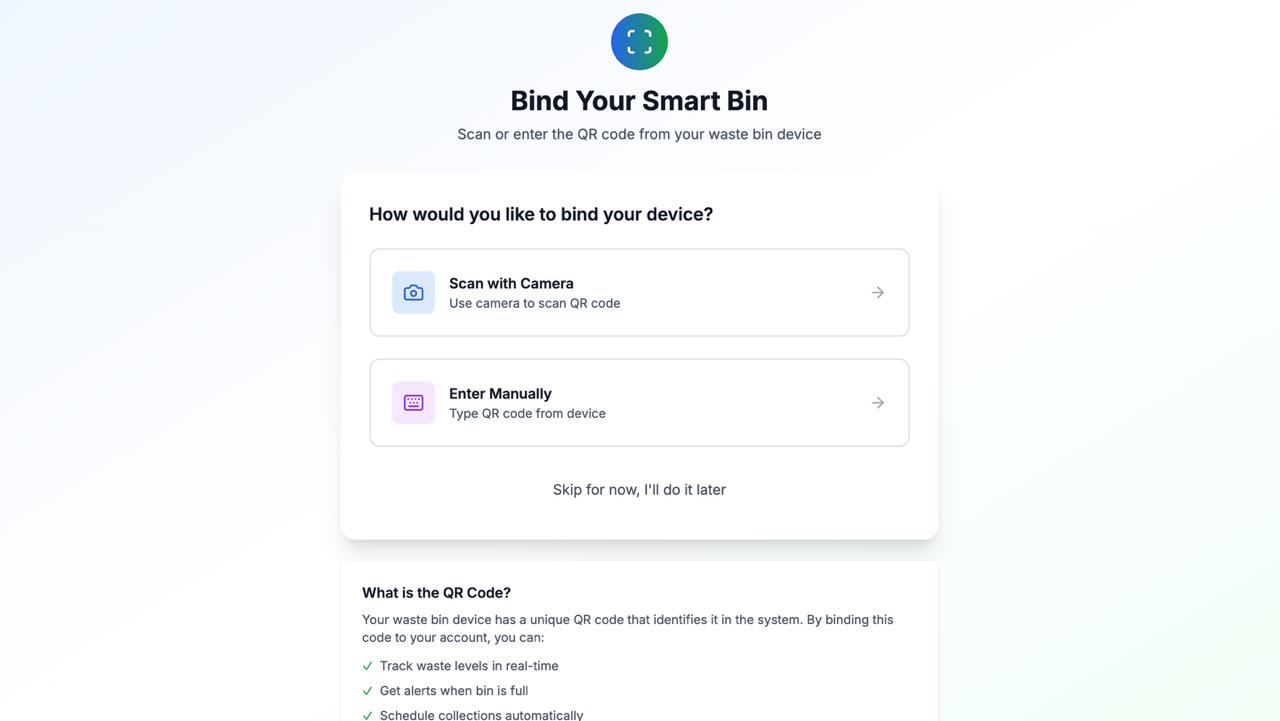 Bind Your Smart Bin
Scan or enter the QR code from your waste bin device
How would you like to bind your device?
Scan with Camera
Use camera to scan QR code
Enter Manually
Type QR code from device
Skip for now, I'll do it later
What is the QR Code?
Your waste bin device has a unique QR code that identifies it in the system. By binding this
code to your account, you can:
Track waste levels in real-time
Get alerts when bin is full
Schedule collections automatically